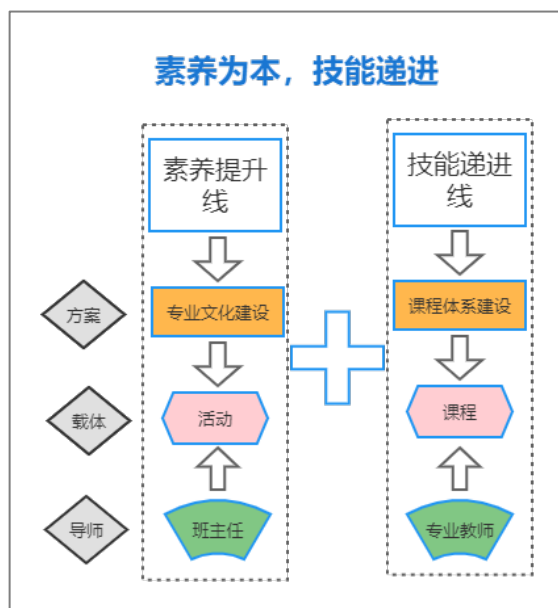 素养为本，技能递进
素养提升
线
技能递进
线
方案
专业文化建设
课程体系建设
载体
活动
课程
导师
班主任
专业教师